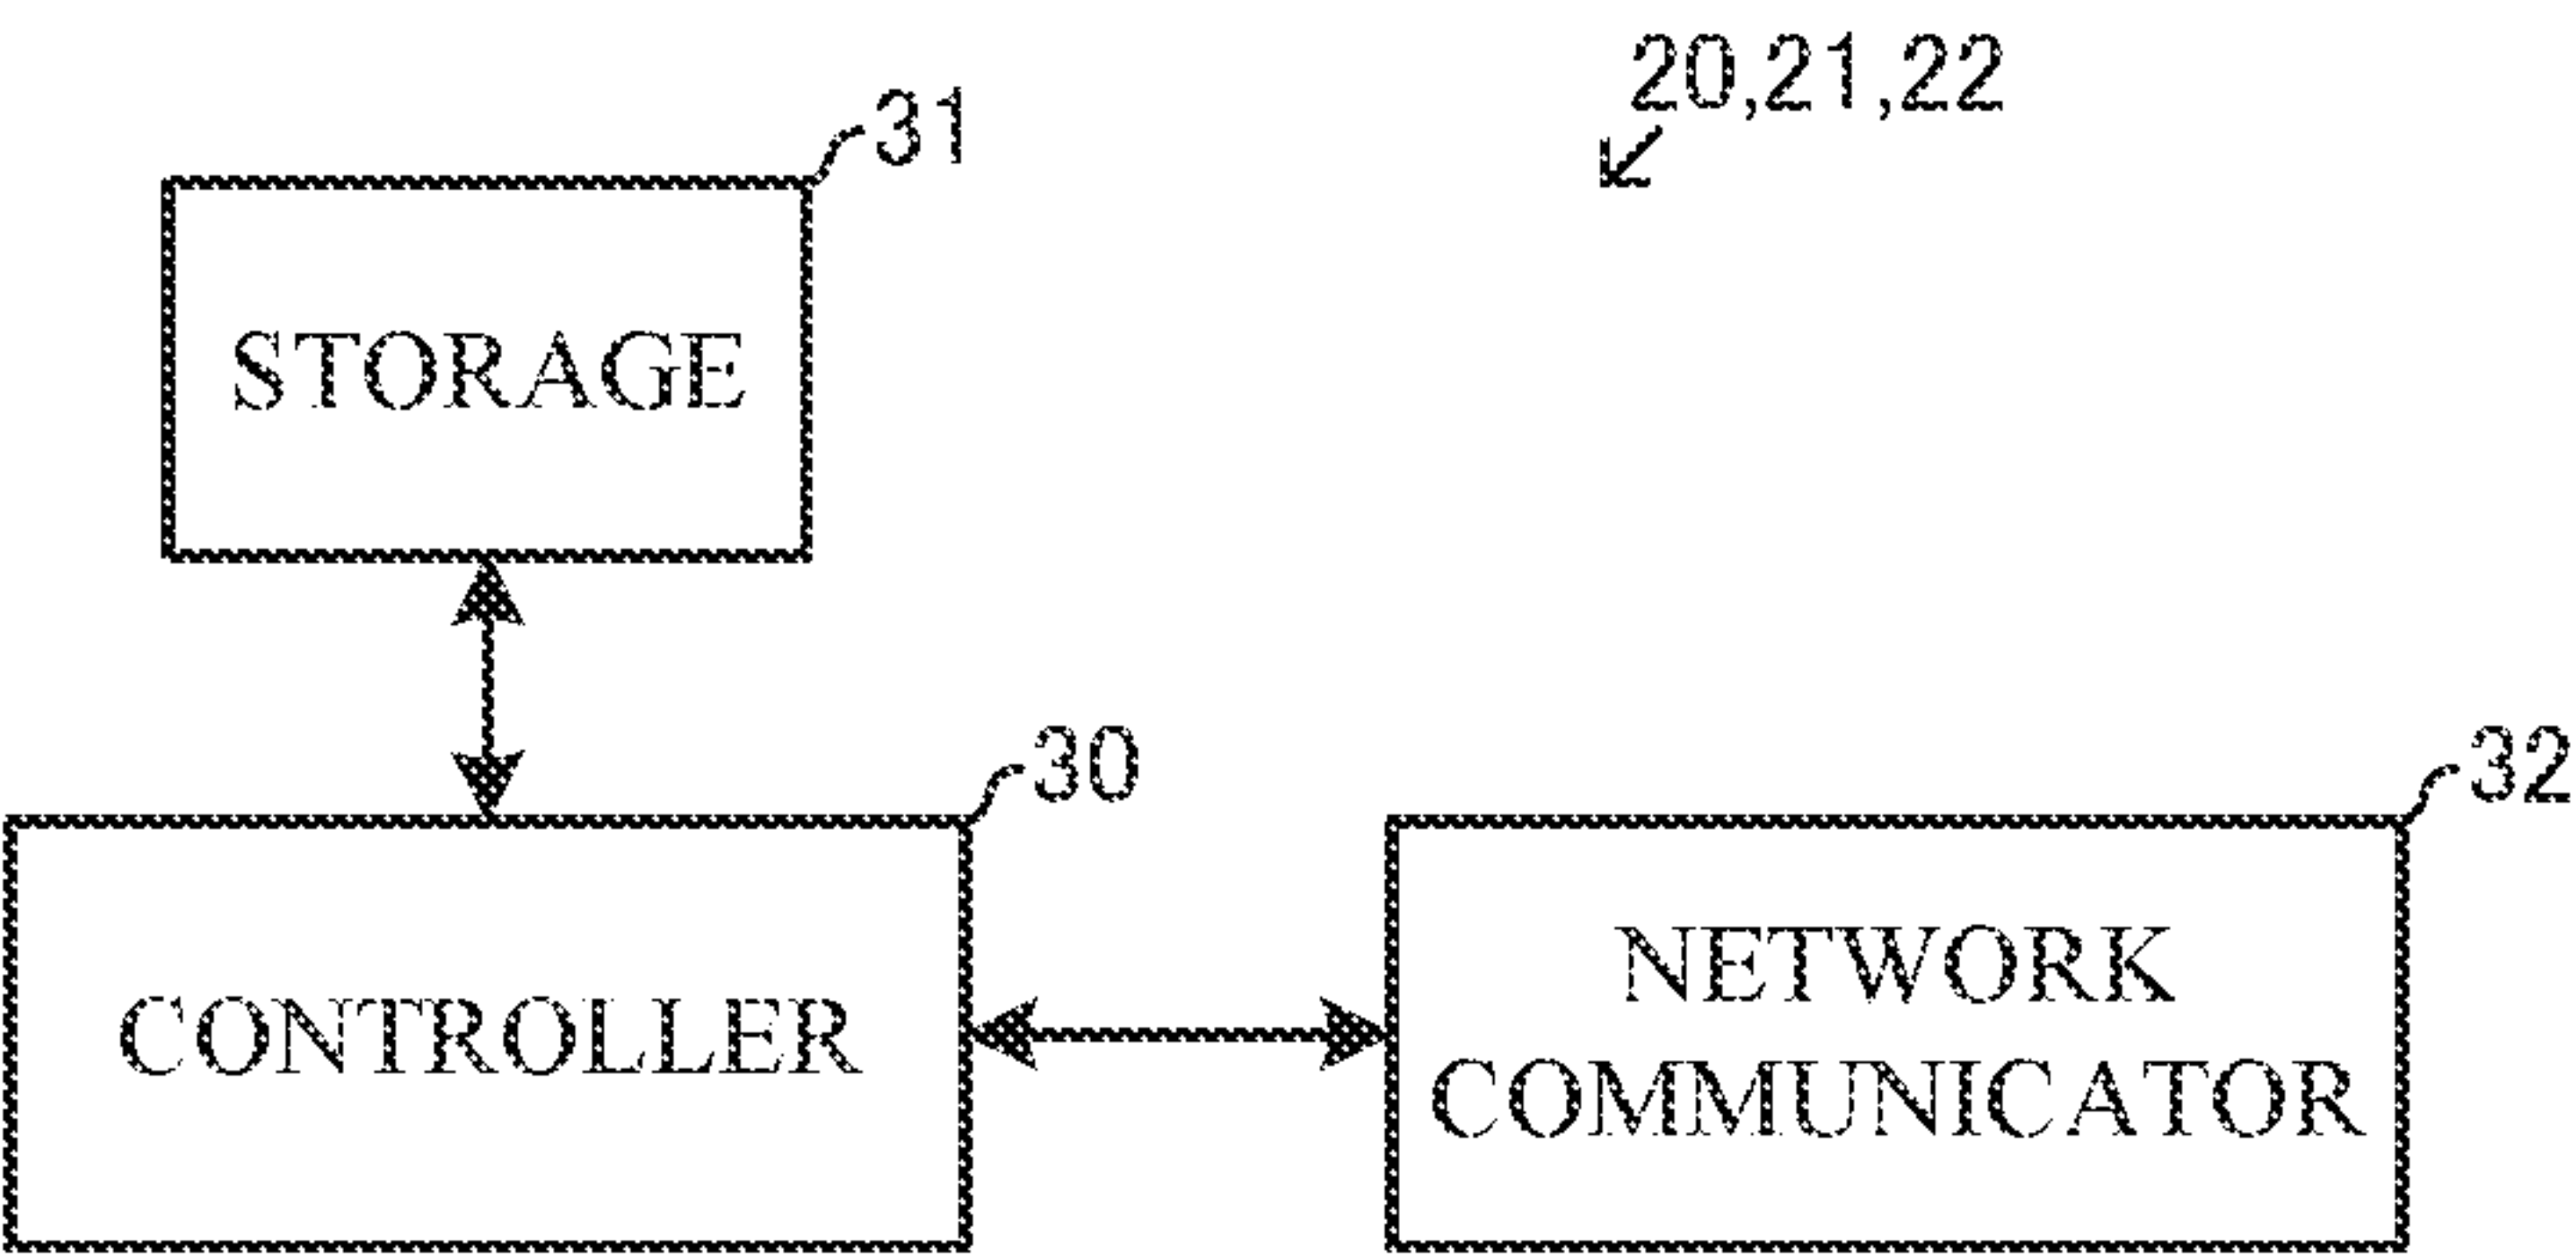 20,21,22
31
STORAGE
30
CONTROLLER
32
NETWORK
COMMUNICATOR